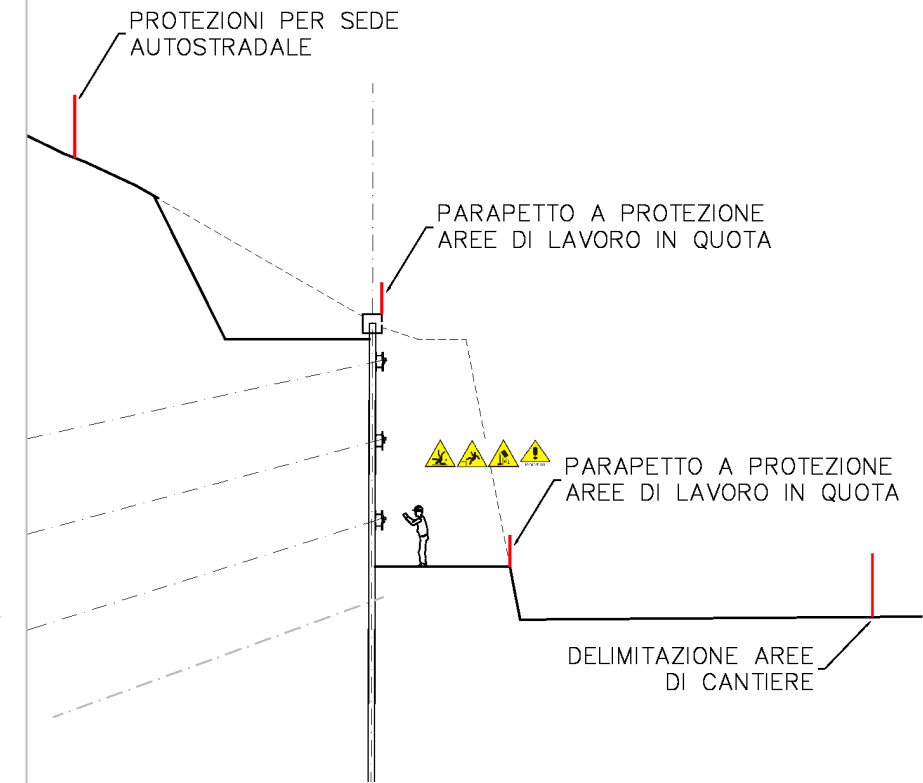 PROTEZIONI PER SEDE
AUTOSTRADALE
PARAPETTO A PROTEZIONE
AREE DI LAVORO IN QUOTA
PARAPETTO A PROTEZIONE
AREE DI LAVORO IN QUOTA
DELIMITAZIONE AREE
DI CANTIERE